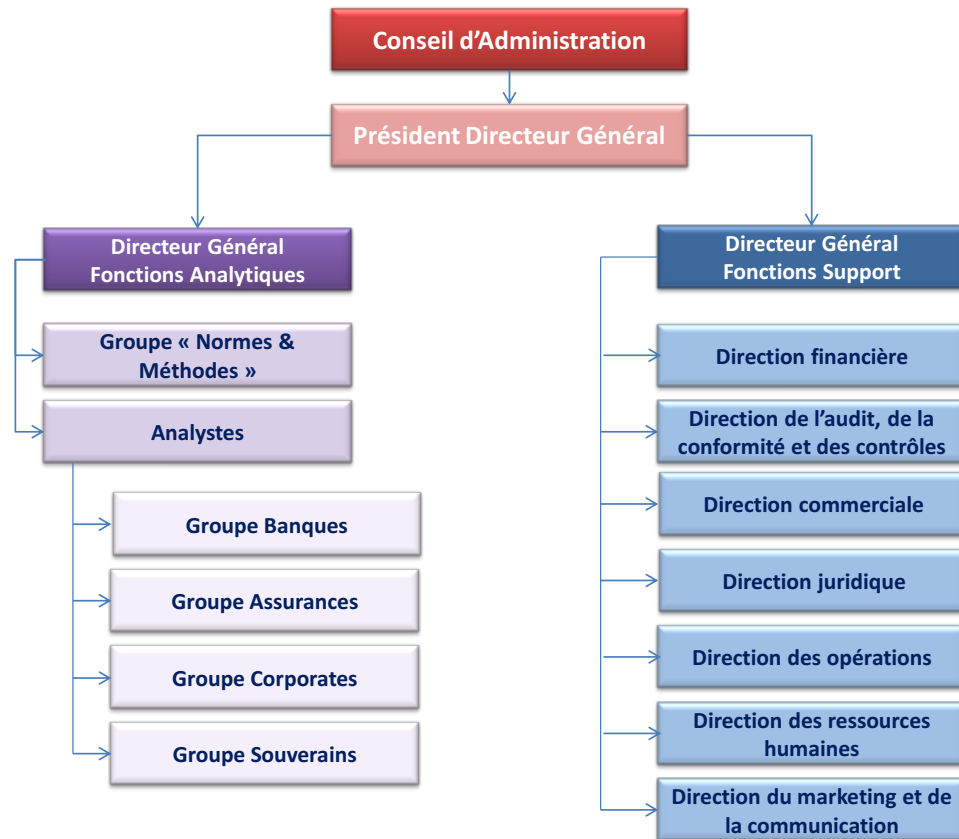 Conseil d’Administration
Président Directeur Général
Directeur Général
Fonctions Analytiques
Groupe « Normes &
Méthodes »
Analystes
Groupe Banques
Groupe Assurances
Groupe Corporates
Groupe Souverains
Directeur Général
Fonctions Support
Direction financière
Direction de l’audit, de la
conformité et des contrôles
Direction commerciale
Direction juridique
Direction des opérations
Direction des ressources
humaines
Direction du marketing et de
la communication